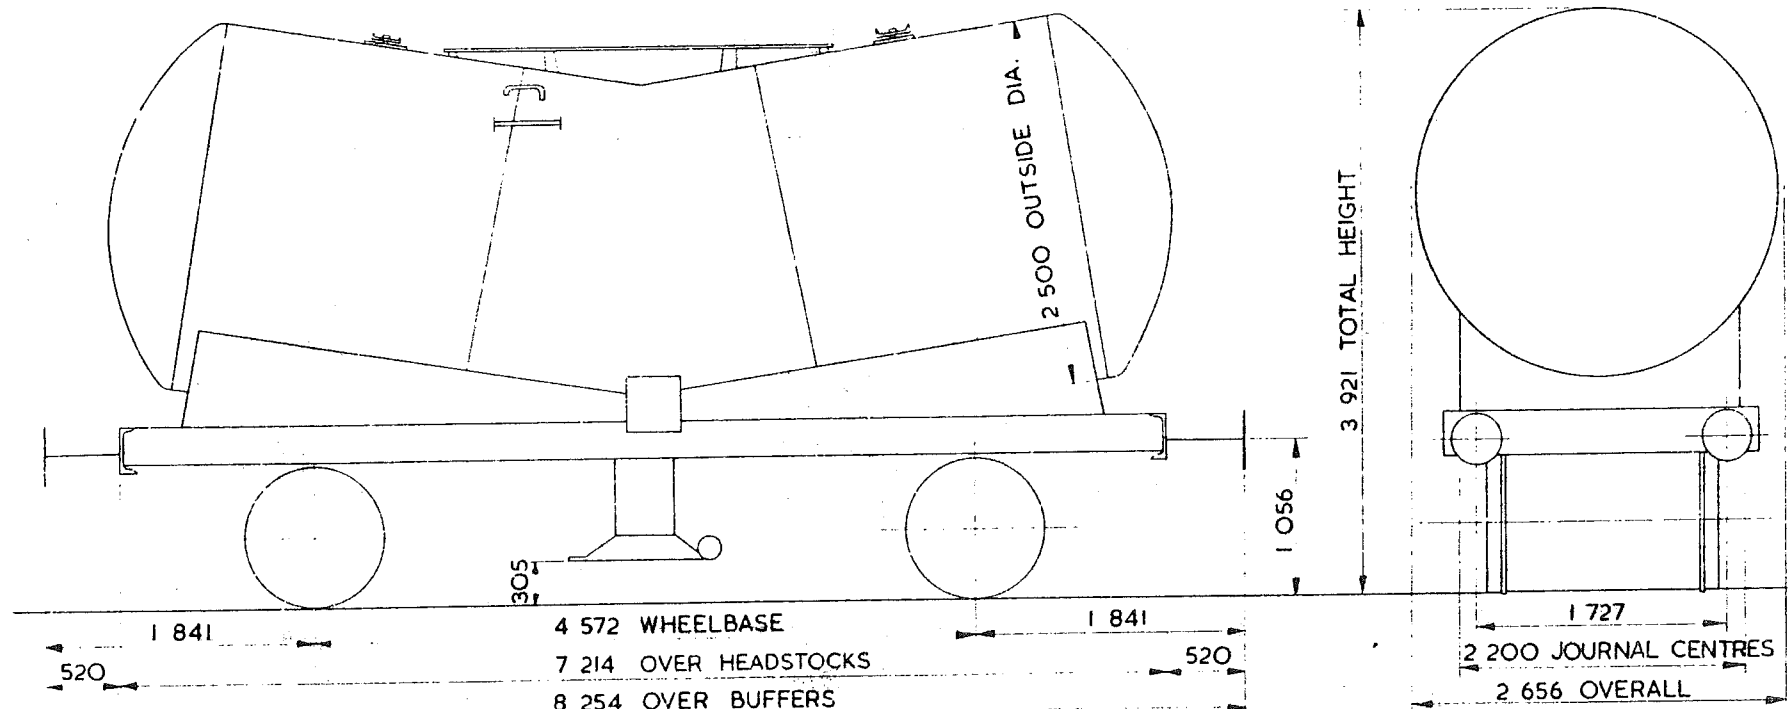 2 500 OUTSIDE DIA.
3 921 TOTAL HEIGHT
1 056
305
1 841
4 572 WHEELBASE
1 841
1 727
520
7 214 OVER HEADSTOCKS
520
2 200 JOURNAL CENTRES
8 254 OVER BUFFERS
2 656 OVERALL